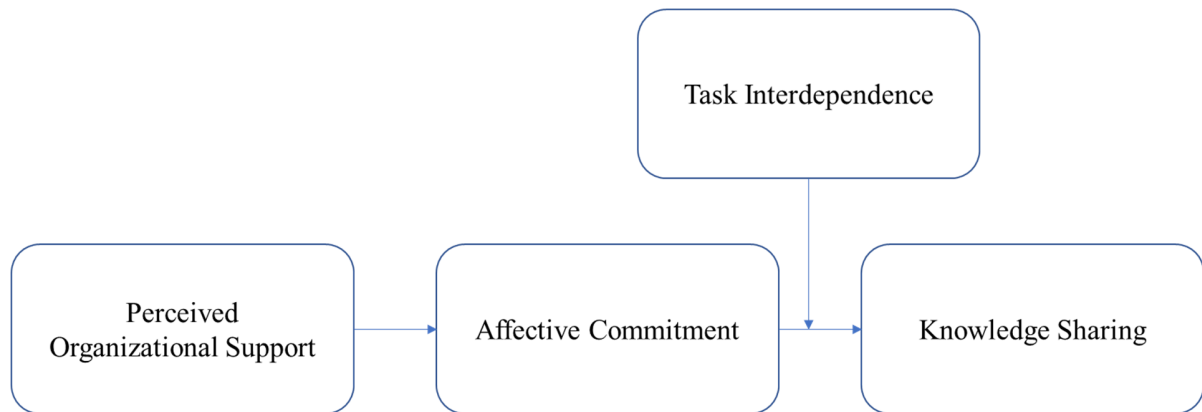 Task Interdependence
Perceived
Organizational Support
Affective Commitment
Knowledge Sharing